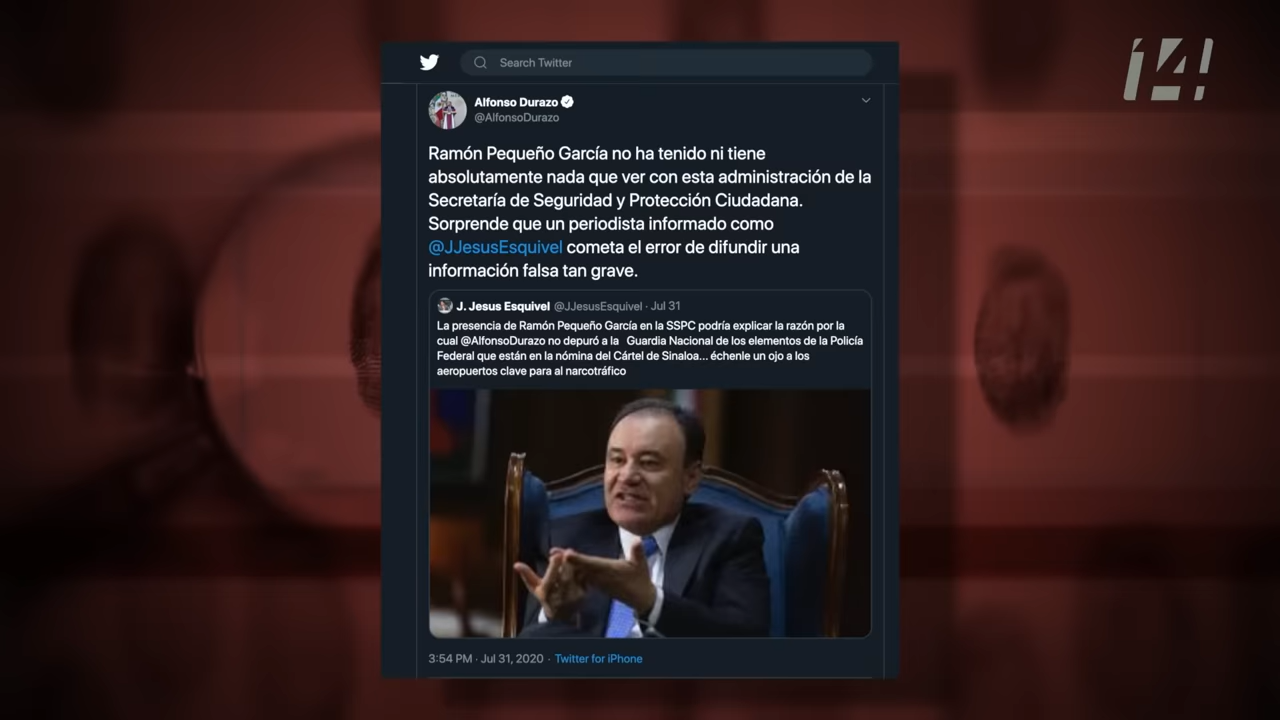 14!
Search Twitter
Alfonso Durazo
@AlfonsoDurazo
Ramón Pequeño García no ha tenido ni tiene
absolutamente nada que ver con esta administración de la
Secretaría de Seguridad y Protección Ciudadana.
Sorprende que un periodista informado como
@JJesusEsquivel cometa el error de difundir una
información falsa tan grave.
J. Jesus Esquivel @JJesusEsquivel · Jul 31
La presencia de Ramón Pequeño García en la SSPC podría explicar la razón por la
cual @AlfonsoDurazo no depuró a la Guardia Nacional de los elementos de la Policía
Federal que están en la nómina del Cártel de Sinaloa... échenle un ojo a los
aeropuertos clave para al narcotráfico
3:54 PM · Jul 31, 2020 · Twitter for iPhone